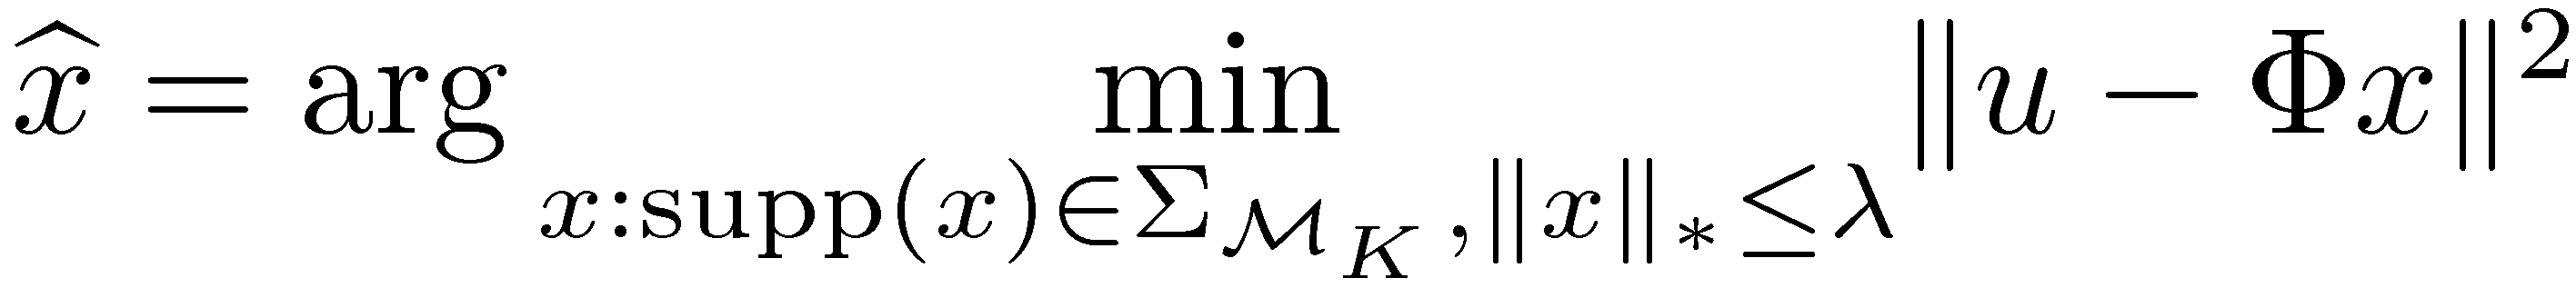 $\widehat{x} = \arg \min_{x:\mathrm{supp}(x)\in\Sigma_{\mathcal{M}_K},\|x\|_*\leq\lambda} \|u - \Phi x\|^2$